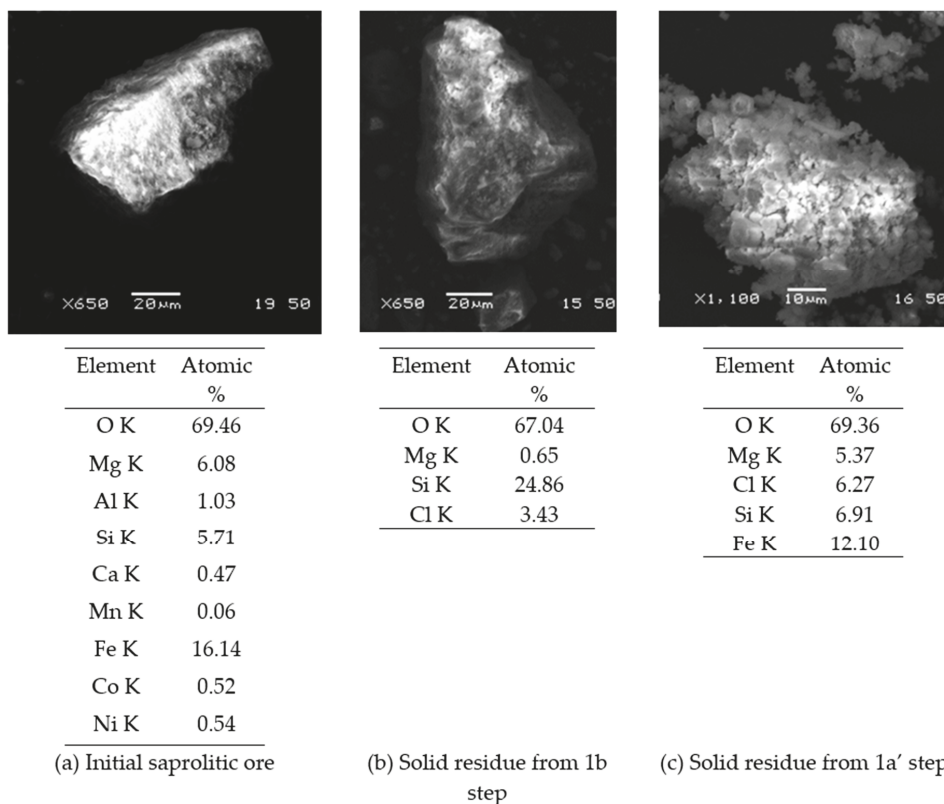 X650 20μm 19 50
X650 20μm 15 50
X1,100 10μm 16 50
Element Atomic
%
O K 69.46
Mg K 6.08
Al K 1.03
Si K 5.71
Ca K 0.47
Mn K 0.06
Fe K 16.14
Co K 0.52
Ni K 0.54
(a) Initial saprolitic ore
Element Atomic
%
O K 67.04
Mg K 0.65
Si K 24.86
Cl K 3.43
(b) Solid residue from 1b
step
Element Atomic
%
O K 69.36
Mg K 5.37
Cl K 6.27
Si K 6.91
Fe K 12.10
(c) Solid residue from 1a′ step